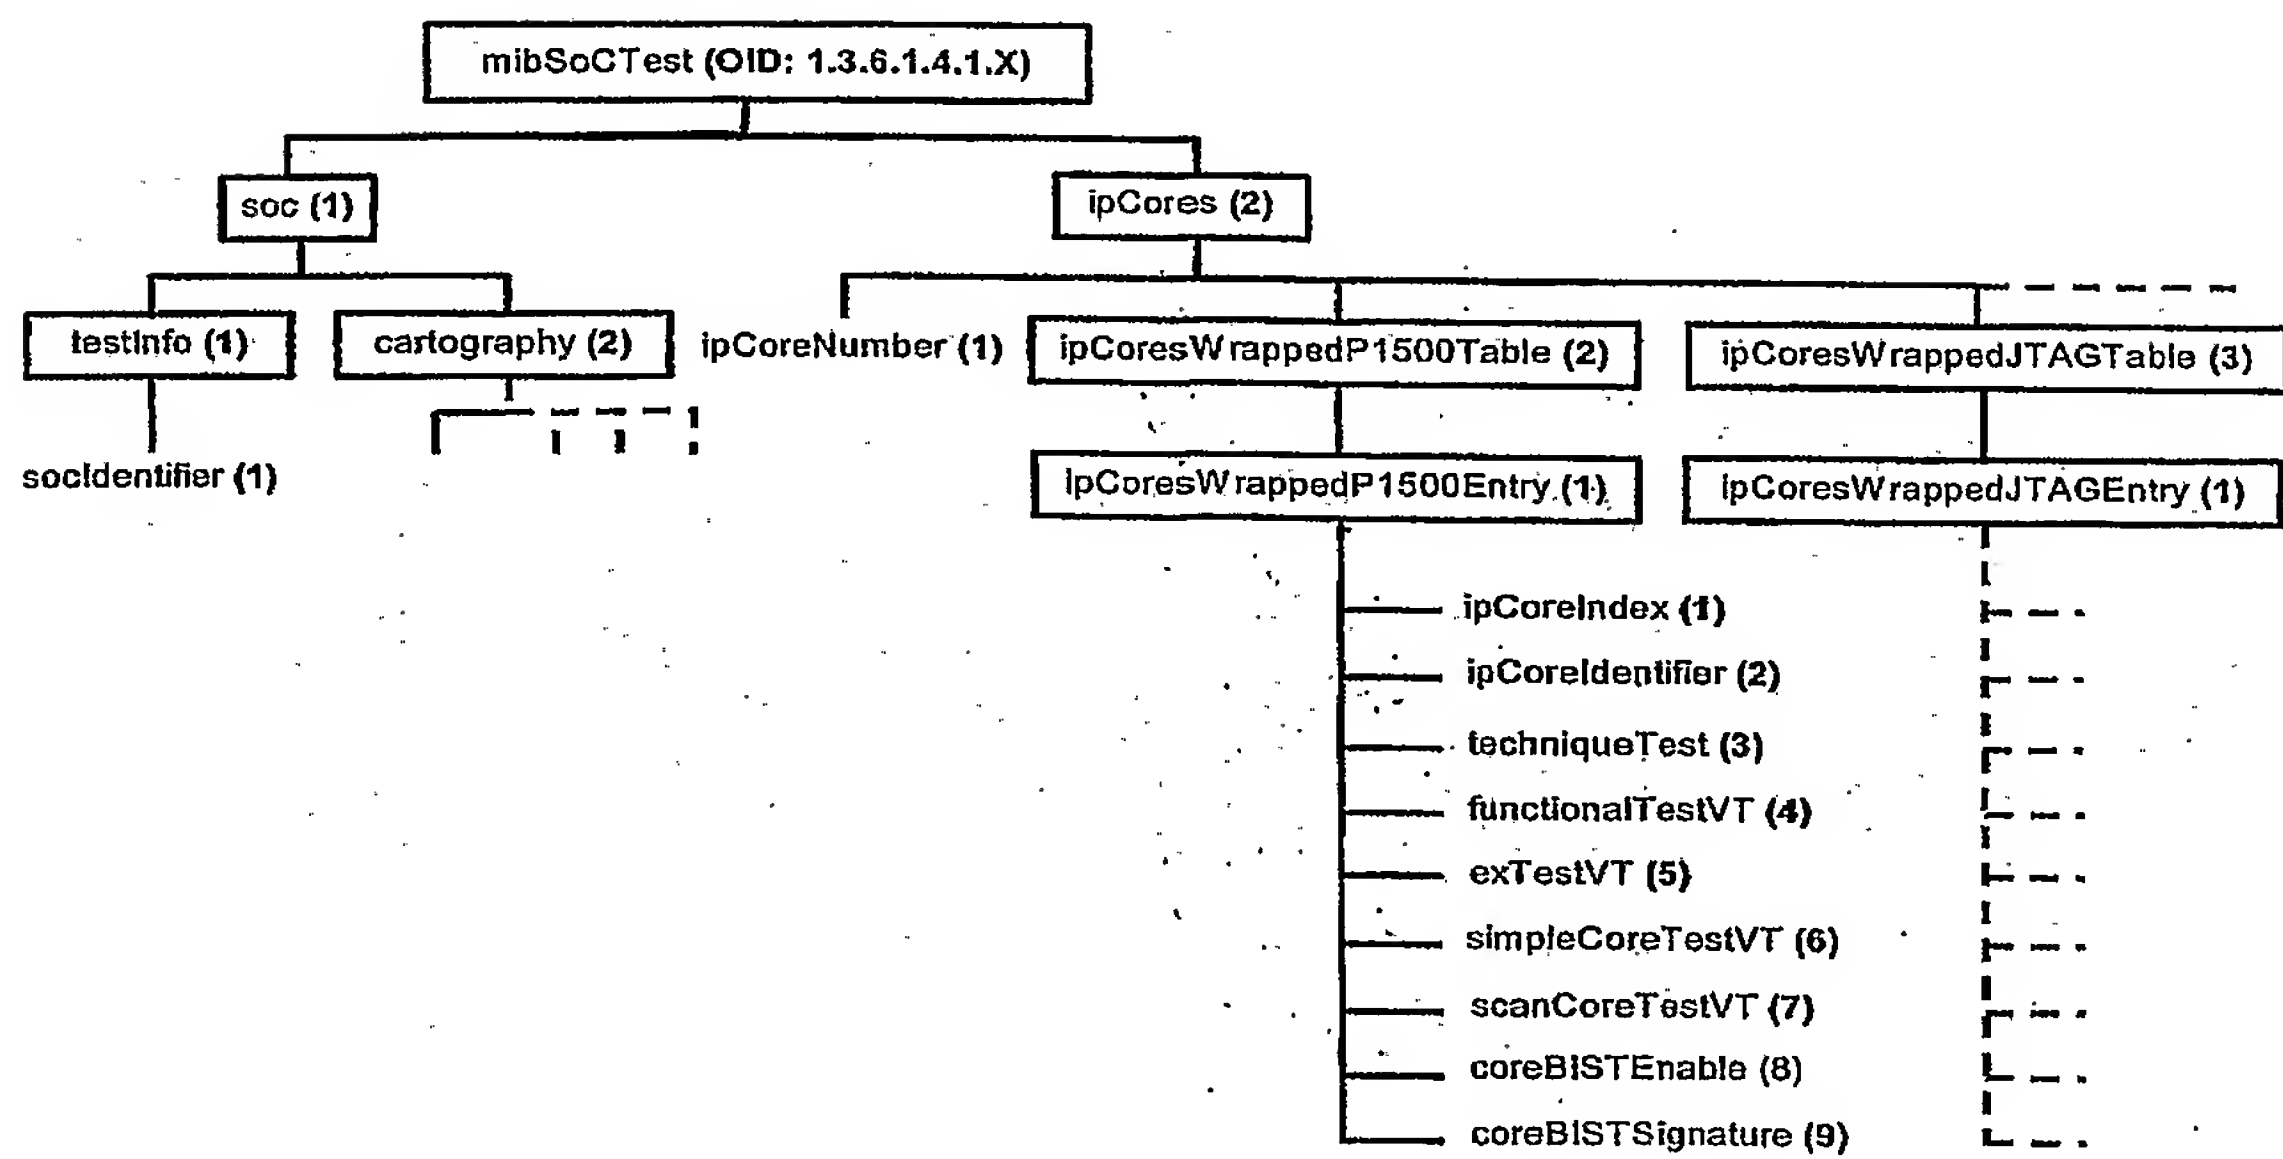 mibSoCTest (OID: 1.3.6.1.4.1.X)
soc (1)
ipCores (2)
testInfo (1)
cartography (2)
ipCoreNumber (1)
ipCoresWrappedP1500Table (2)
ipCoresWrappedJTAGTable (3)
socIdentifier (1)
ipCoresWrappedP1500Entry (1)
ipCoresWrappedJTAGEntry (1)
ipCoreIndex (1)
ipCoreIdentifier (2)
techniqueTest (3)
functionalTestVT (4)
exTestVT (5)
simpleCoreTestVT (6)
scanCoreTestVT (7)
coreBISTEnable (8)
coreBISTSignature (9)